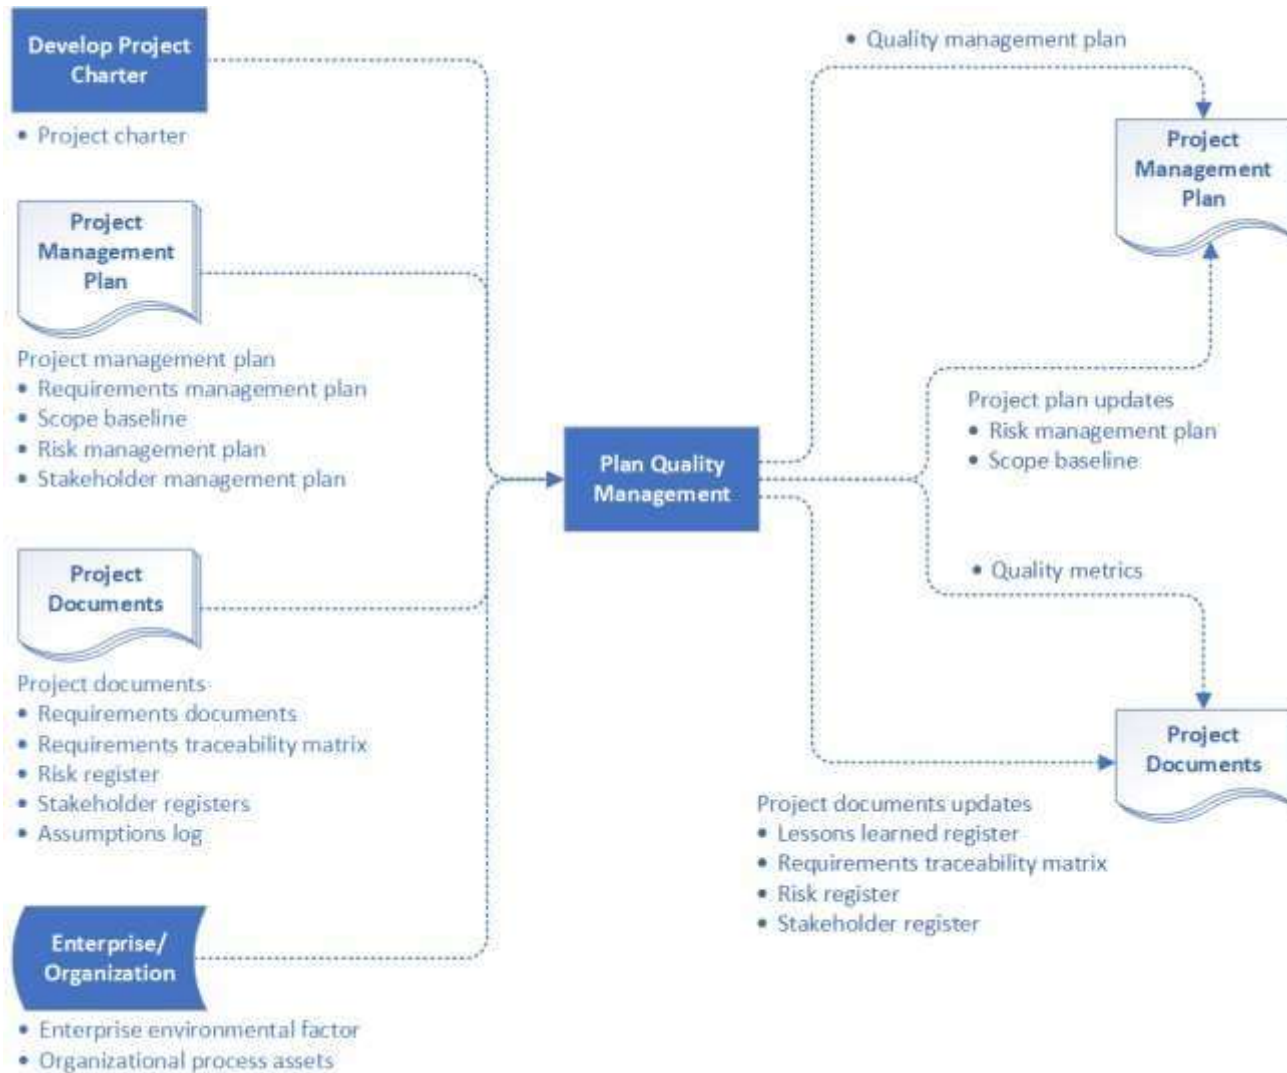 Develop Project
Charter
• Project charter
Project
Management
Plan
Project management plan
• Requirements management plan
• Scope baseline
• Risk management plan
• Stakeholder management plan
Project
Documents
Project documents
• Requirements documents
• Requirements traceability matrix
• Risk register
• Stakeholder registers
• Assumptions log
Enterprise/
Organization
• Enterprise environmental factor
• Organizational process assets
Plan Quality
Management
• Quality management plan
Project
Management
Plan
Project plan updates
• Risk management plan
• Scope baseline
• Quality metrics
Project
Documents
Project documents updates
• Lessons learned register
• Requirements traceability matrix
• Risk register
• Stakeholder register